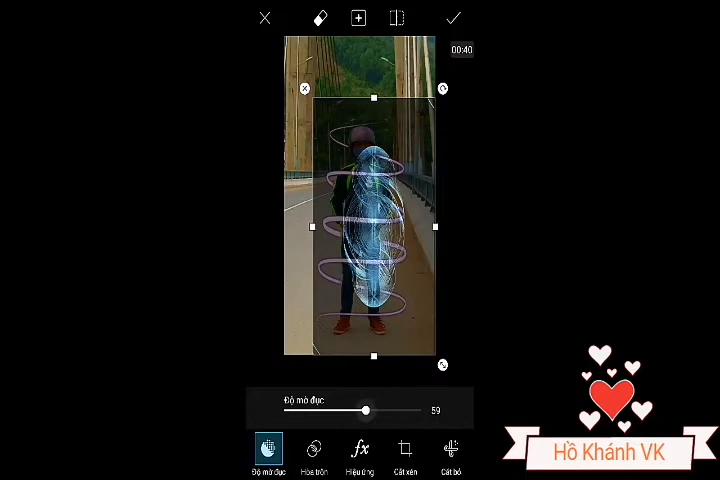 00:40
Độ mờ đục
59
fx
Độ mờ đục Hòa trộn Hiệu ứng Cắt xén Cắt bỏ
Hồ Khánh VK